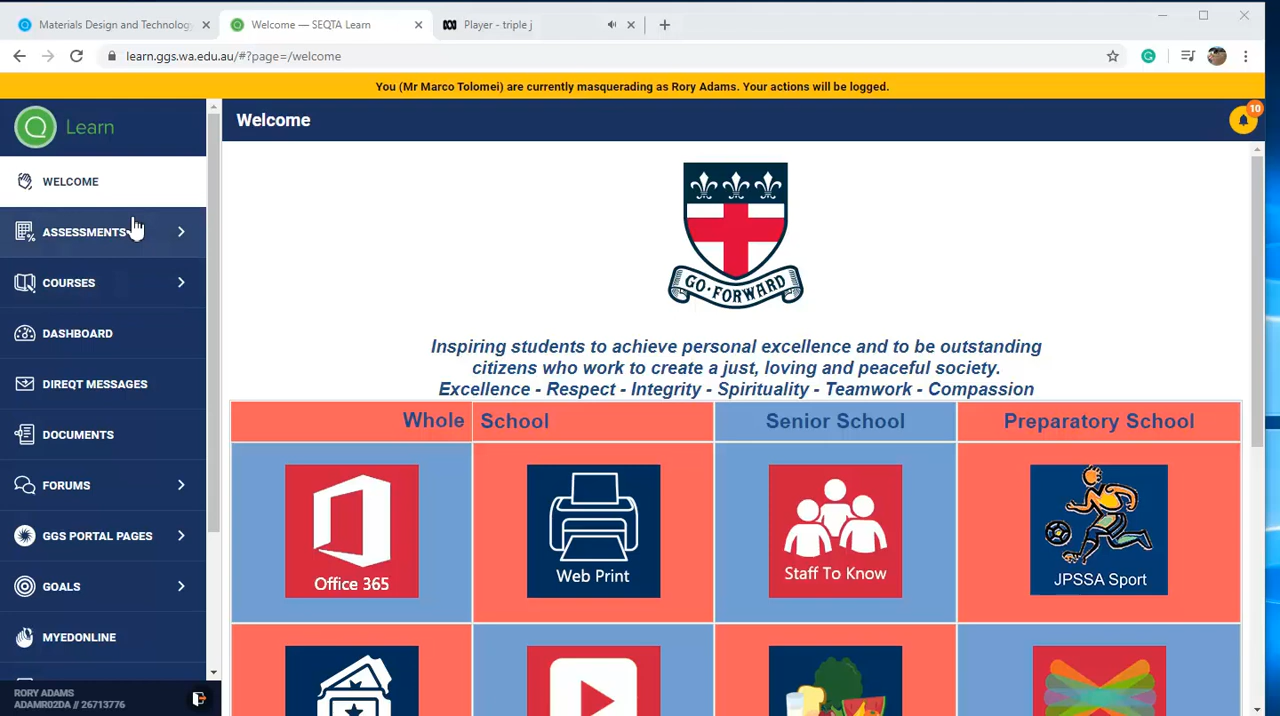 Materials Design and Technology
Welcome — SEQTA Learn
Player - triple j
learn.ggs.wa.edu.au/#?page=/welcome
You (Mr Marco Tolomei) are currently masquerading as Rory Adams. Your actions will be logged.
Learn
Welcome
10
WELCOME
ASSESSMENTS
COURSES
DASHBOARD
DIREQT MESSAGES
DOCUMENTS
FORUMS
GGS PORTAL PAGES
GOALS
MYEDONLINE
RORY ADAMS
ADAMR02DA // 26713776
GO·FORWARD
Inspiring students to achieve personal excellence and to be outstanding
citizens who work to create a just, loving and peaceful society.
Excellence - Respect - Integrity - Spirituality - Teamwork - Compassion
Whole School
Senior School
Preparatory School
Office 365
Web Print
Staff To Know
JPSSA Sport